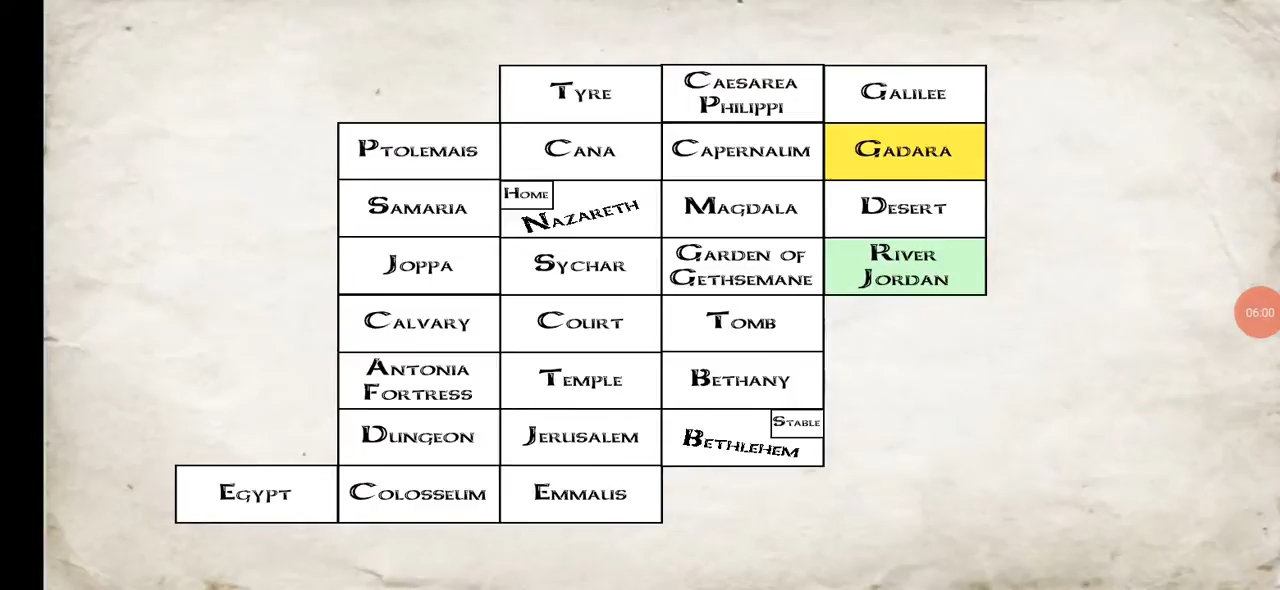 Tyre
Caesarea
Philippi
Galilee
Ptolemais
Cana
Capernaum
Gadara
Samaria
Home
Nazareth
Magdala
Desert
Joppa
Sychar
Garden of
Gethsemane
River
Jordan
Calvary
Court
Tomb
Antonia
Fortress
Temple
Bethany
Dungeon
Jerusalem
Stable
Bethlehem
Egypt
Colosseum
Emmaus
06:00